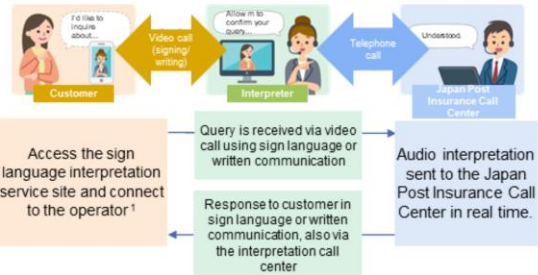 I'd like to
inquire
about...
Video call
(signing/
writing)
Allow m to
confirm your
query...
Telephone
call
Understood.
Customer
Interpreter
Japan Post
Insurance Call
Center
Access the sign
language interpretation
service site and connect
to the operator 1
Query is received via video
call using sign language or
written communication
Response to customer in
sign language or written
communication, also via
the interpretation call
center
Audio interpretation
sent to the Japan
Post Insurance Call
Center in real time.